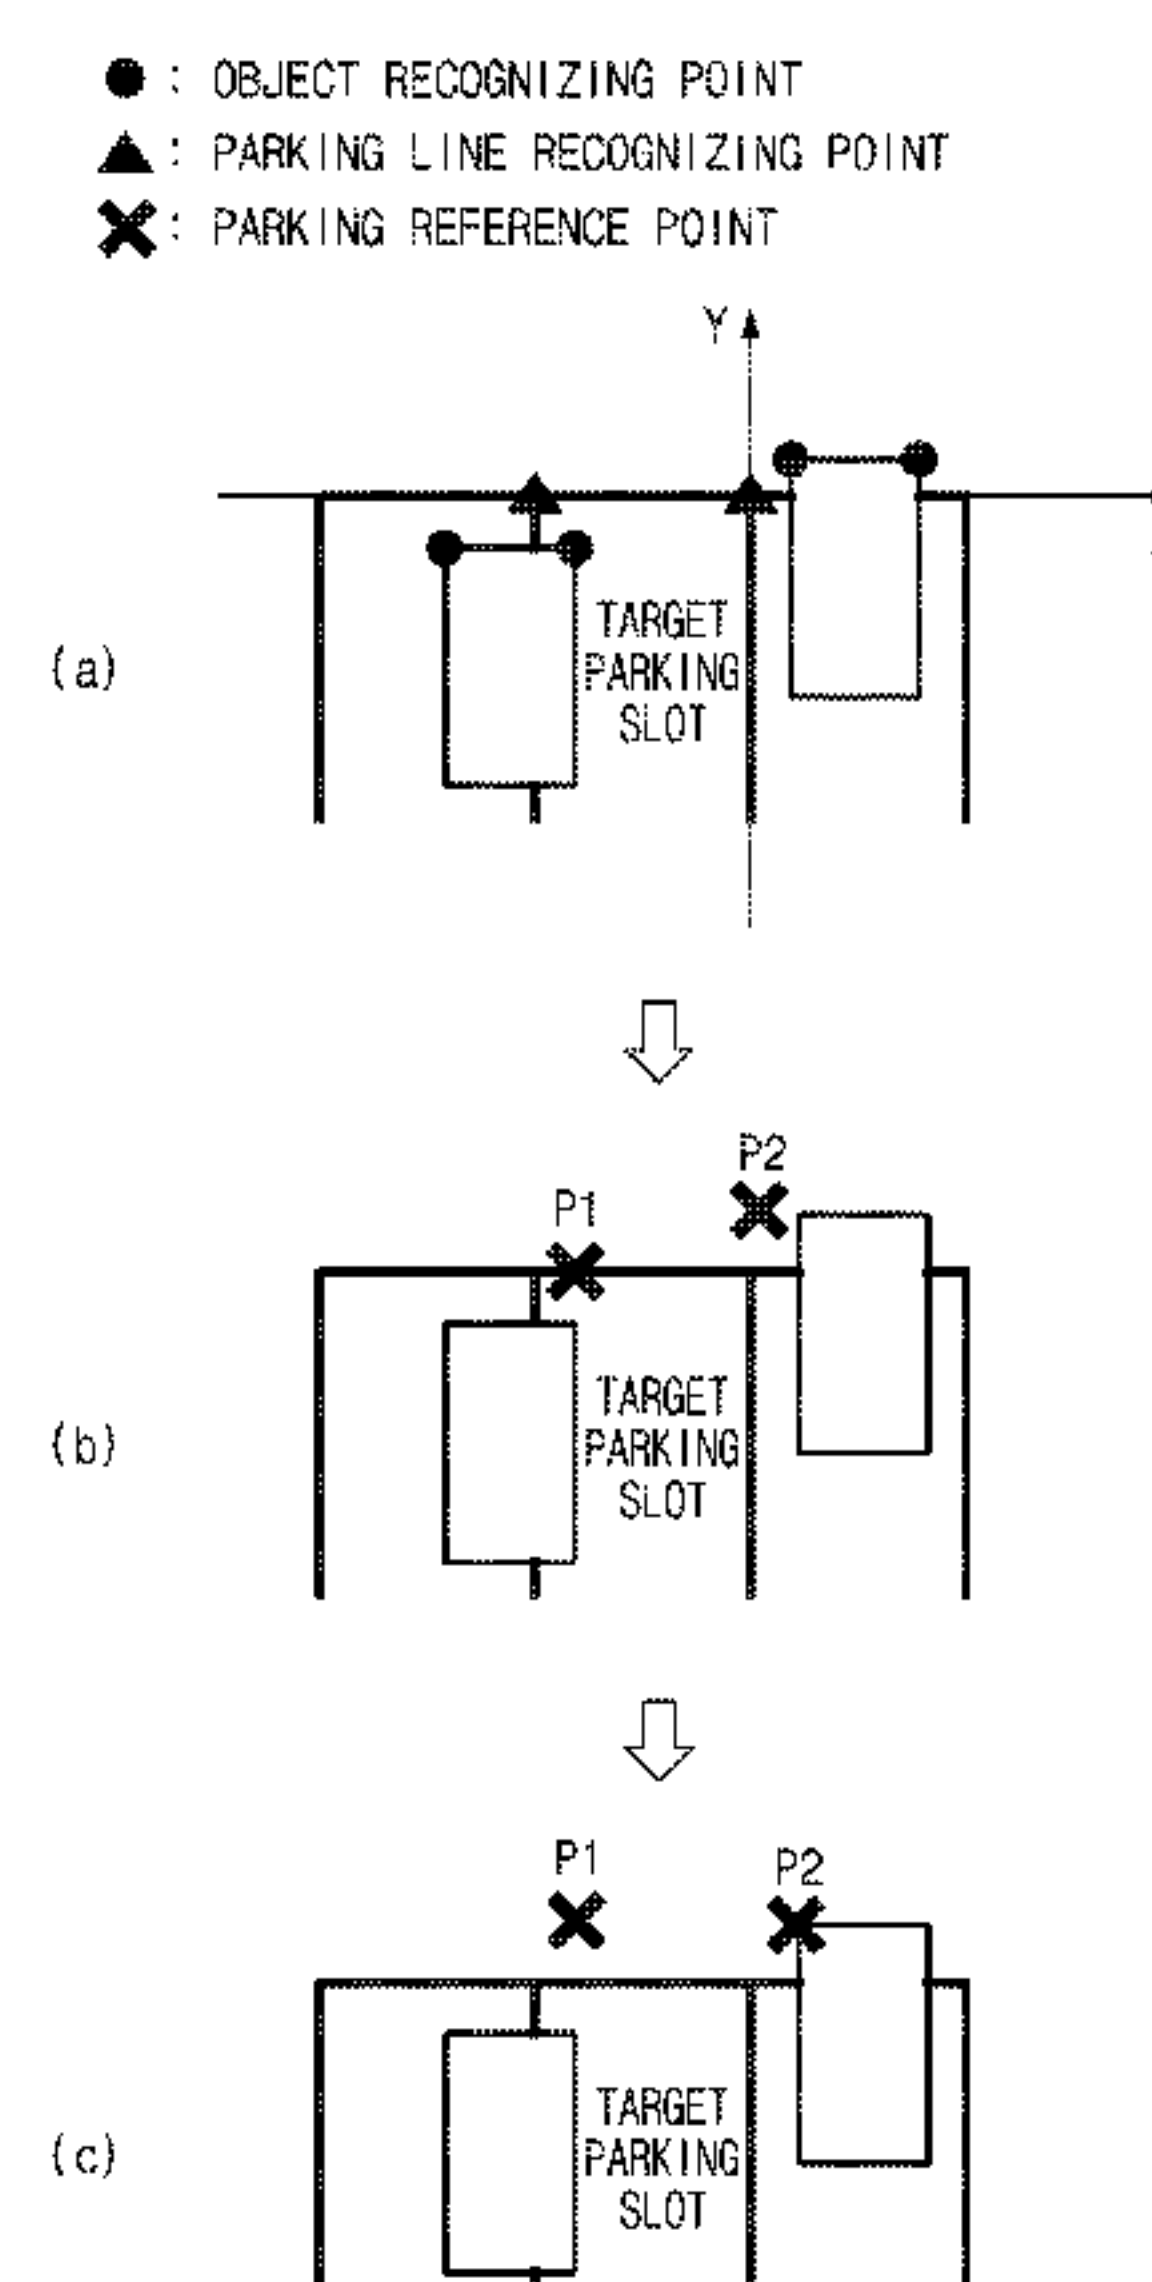 : OBJECT RECOGNIZING POINT
: PARKING LINE RECOGNIZING POINT
: PARKING REFERENCE POINT
Y
(a)
TARGET
PARKING
SLOT
P2
P1
(b)
TARGET
PARKING
SLOT
P1
P2
(c)
TARGET
PARKING
SLOT